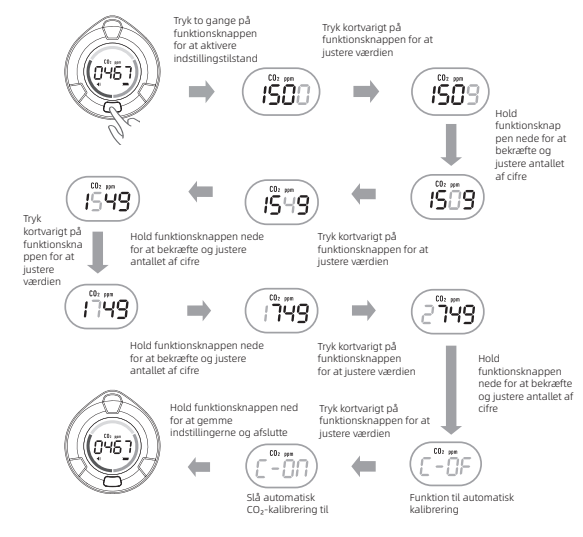 Tryk to gange på
funktionsknappen
for at aktivere
indstillingstilstand
Tryk kortvarigt på
funktionsknappen for at
justere værdien
CO₂
0467
CO₂ ppm
1500
CO₂ ppm
1509
Hold
funktionsknap
pen nede for at
bekræfte og
justere antallet
af cifre
CO₂ ppm
1549
CO₂ ppm
1549
CO₂ ppm
1509
Tryk
kortvarigt på
funktionskna
ppen for at
justere
værdien
Hold funktionsknappen nede
for at bekræfte og justere
antallet af cifre
Tryk kortvarigt på
funktionsknappen for at
justere værdien
CO₂ ppm
1749
CO₂ ppm
1749
CO₂ ppm
2749
Hold funktionsknappen nede
for at bekræfte og justere
antallet af cifre
Tryk kortvarigt på
funktionsknappen
for at justere værdien
Hold
funktionsknappen
nede for at bekræfte
og justere antallet af
cifre
Hold funktionsknappen ned
for at gemme
indstillingerne og afslutte
Tryk kortvarigt på
funktionsknappen for at
justere værdien
CO₂
0467
CO₂ ppm
C-ON
CO₂ ppm
C-OF
Slå automatisk
CO₂-kalibrering til
Funktion til automatisk
kalibrering